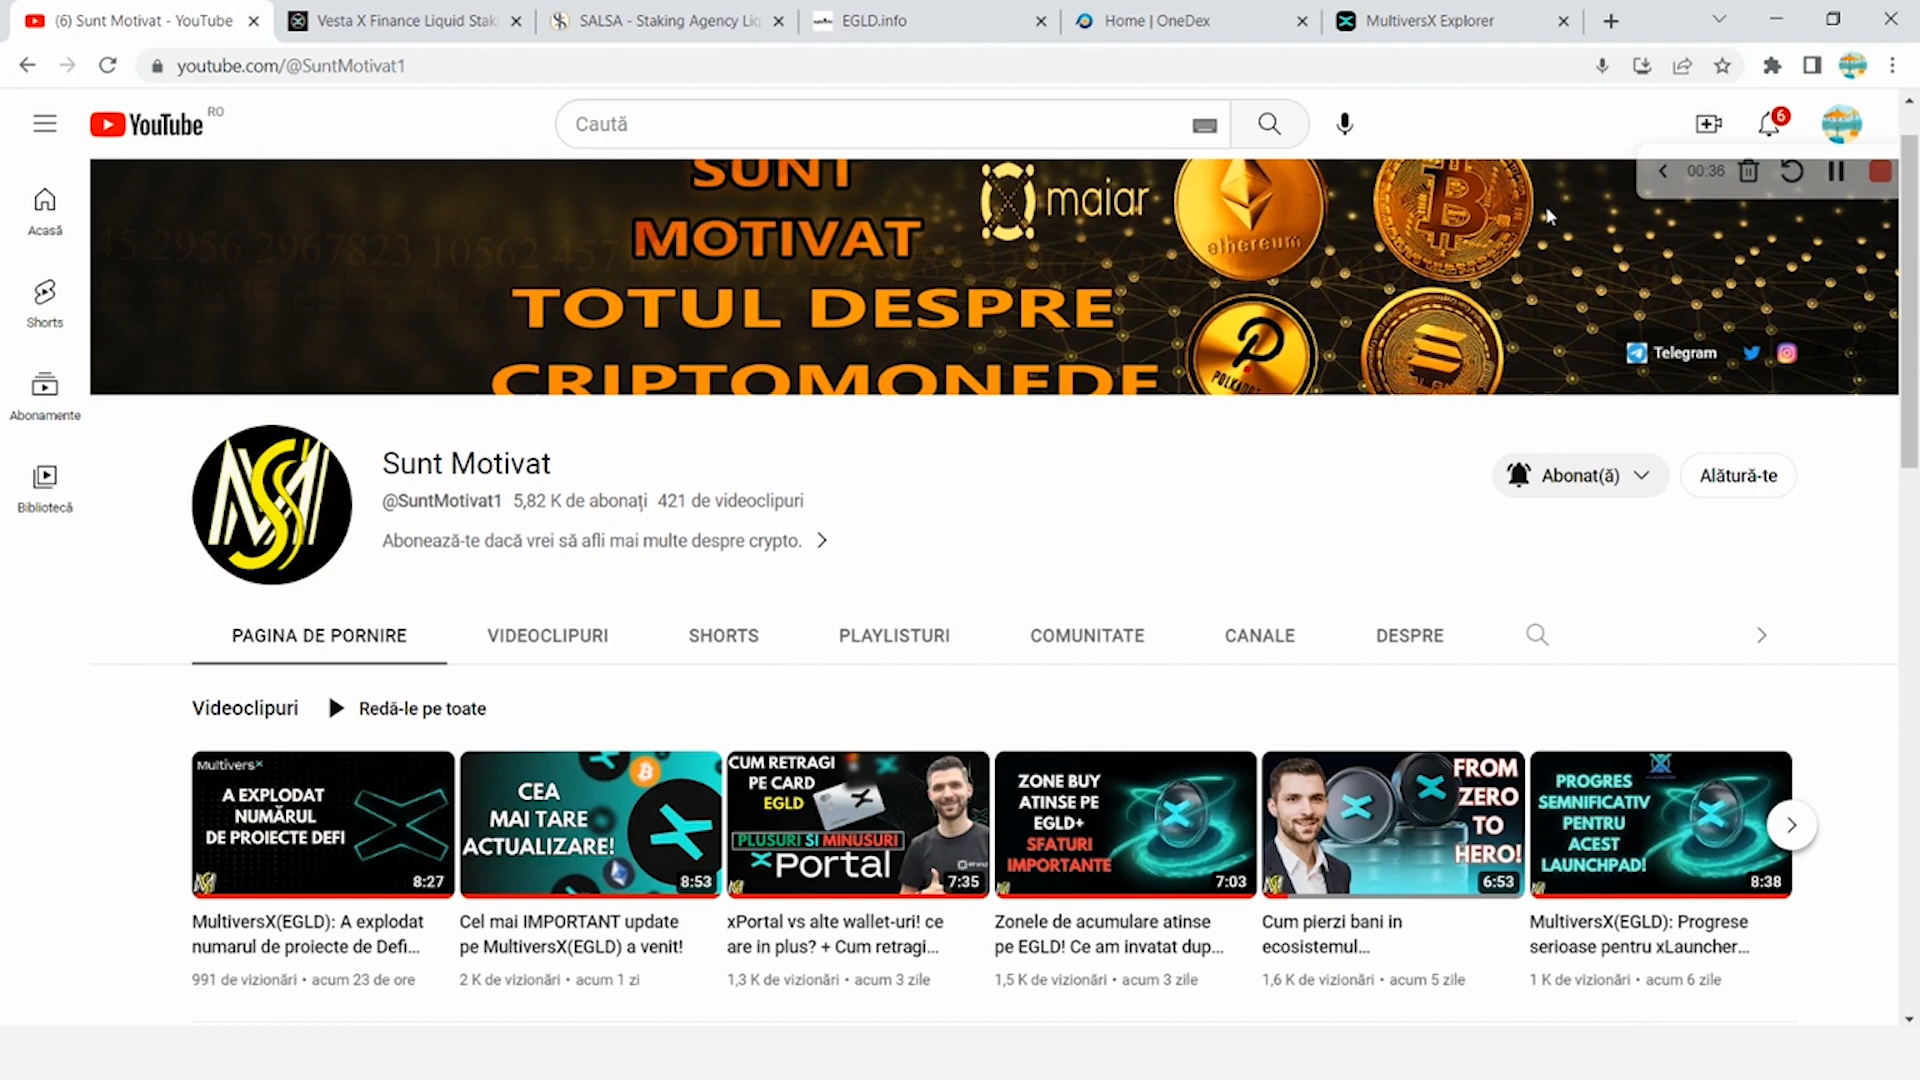 (6) Sunt Motivat - YouTube
Vesta X Finance Liquid Stak
SALSA - Staking Agency Liq
EGLD.info
Home | OneDex
MultiversX Explorer
youtube.com/@SuntMotivat1
YouTube RO
Caută
6
00:36
SUNT
MOTIVAT
TOTUL DESPRE
CRIPTOMONEDE
maiar
ethereum
POLKADOT
Telegram
Acasă
Shorts
Abonamente
Bibliotecă
Sunt Motivat
@SuntMotivat1 5,82 K de abonați 421 de videoclipuri
Abonează-te dacă vrei să afli mai multe despre crypto.
Abonat(ă)
Alătură-te
PAGINA DE PORNIRE
VIDEOCLIPURI
SHORTS
PLAYLISTURI
COMUNITATE
CANALE
DESPRE
Videoclipuri
Redă-le pe toate
MultiversX
A EXPLODAT
NUMĂRUL
DE PROIECTE DEFI
8:27
MultiversX(EGLD): A explodat
numarul de proiecte de Defi...
991 de vizionări • acum 23 de ore
CEA
MAI TARE
ACTUALIZARE!
8:53
Cel mai IMPORTANT update
pe MultiversX(EGLD) a venit!
2 K de vizionări • acum 1 zi
CUM RETRAGI
PE CARD
EGLD
PLUSURI SI MINUSURI
xPortal
7:35
xPortal vs alte wallet-uri! ce
are in plus? + Cum retragi...
1,3 K de vizionări • acum 3 zile
ZONE BUY
ATINSE PE
EGLD+
SFATURI
IMPORTANTE
7:03
Zonele de acumulare atinse
pe EGLD! Ce am invatat dup...
1,5 K de vizionări • acum 3 zile
FROM
ZERO
TO
HERO!
6:53
Cum pierzi bani in
ecosistemul...
1,6 K de vizionări • acum 5 zile
PROGRES
SEMNIFICATIV
PENTRU
ACEST
LAUNCHPAD!
8:38
MultiversX(EGLD): Progrese
serioase pentru xLauncher...
1 K de vizionări • acum 6 zile